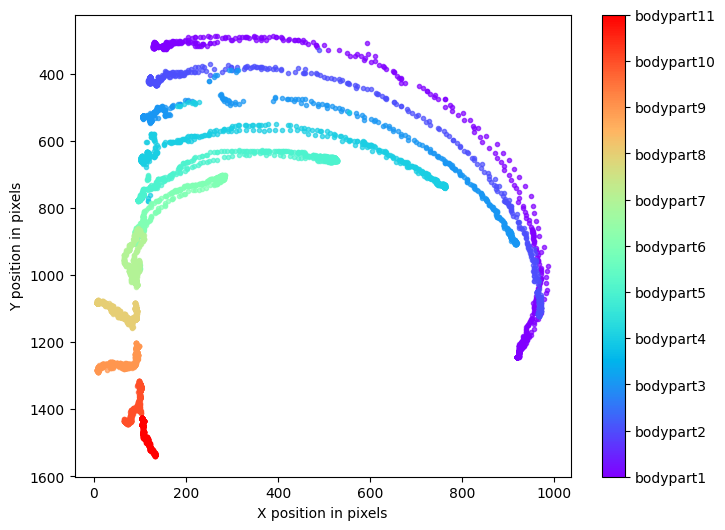 400
600
800
1000
1200
1400
1600
Y position in pixels
0
200
400
600
800
1000
X position in pixels
bodypart11
bodypart10
bodypart9
bodypart8
bodypart7
bodypart6
bodypart5
bodypart4
bodypart3
bodypart2
bodypart1